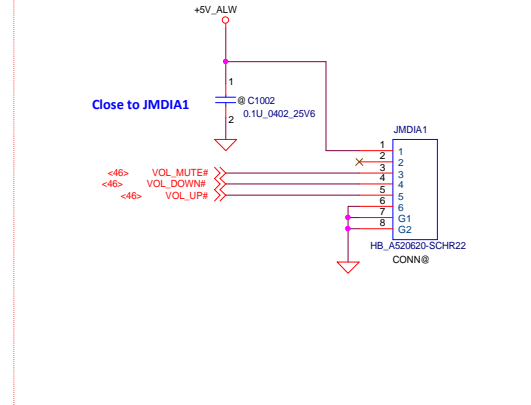 +5V_ALW
1
Close to JMDIA1
@ C1002
0.1U_0402_25V6
2
JMDIA1
1 1
2 2
<46> VOL_MUTE# 3 3
<46> VOL_DOWN# 4 4
<46> VOL_UP# 5 5
6 6
7 G1
8 G2
HB_A520620-SCHR22
CONN@